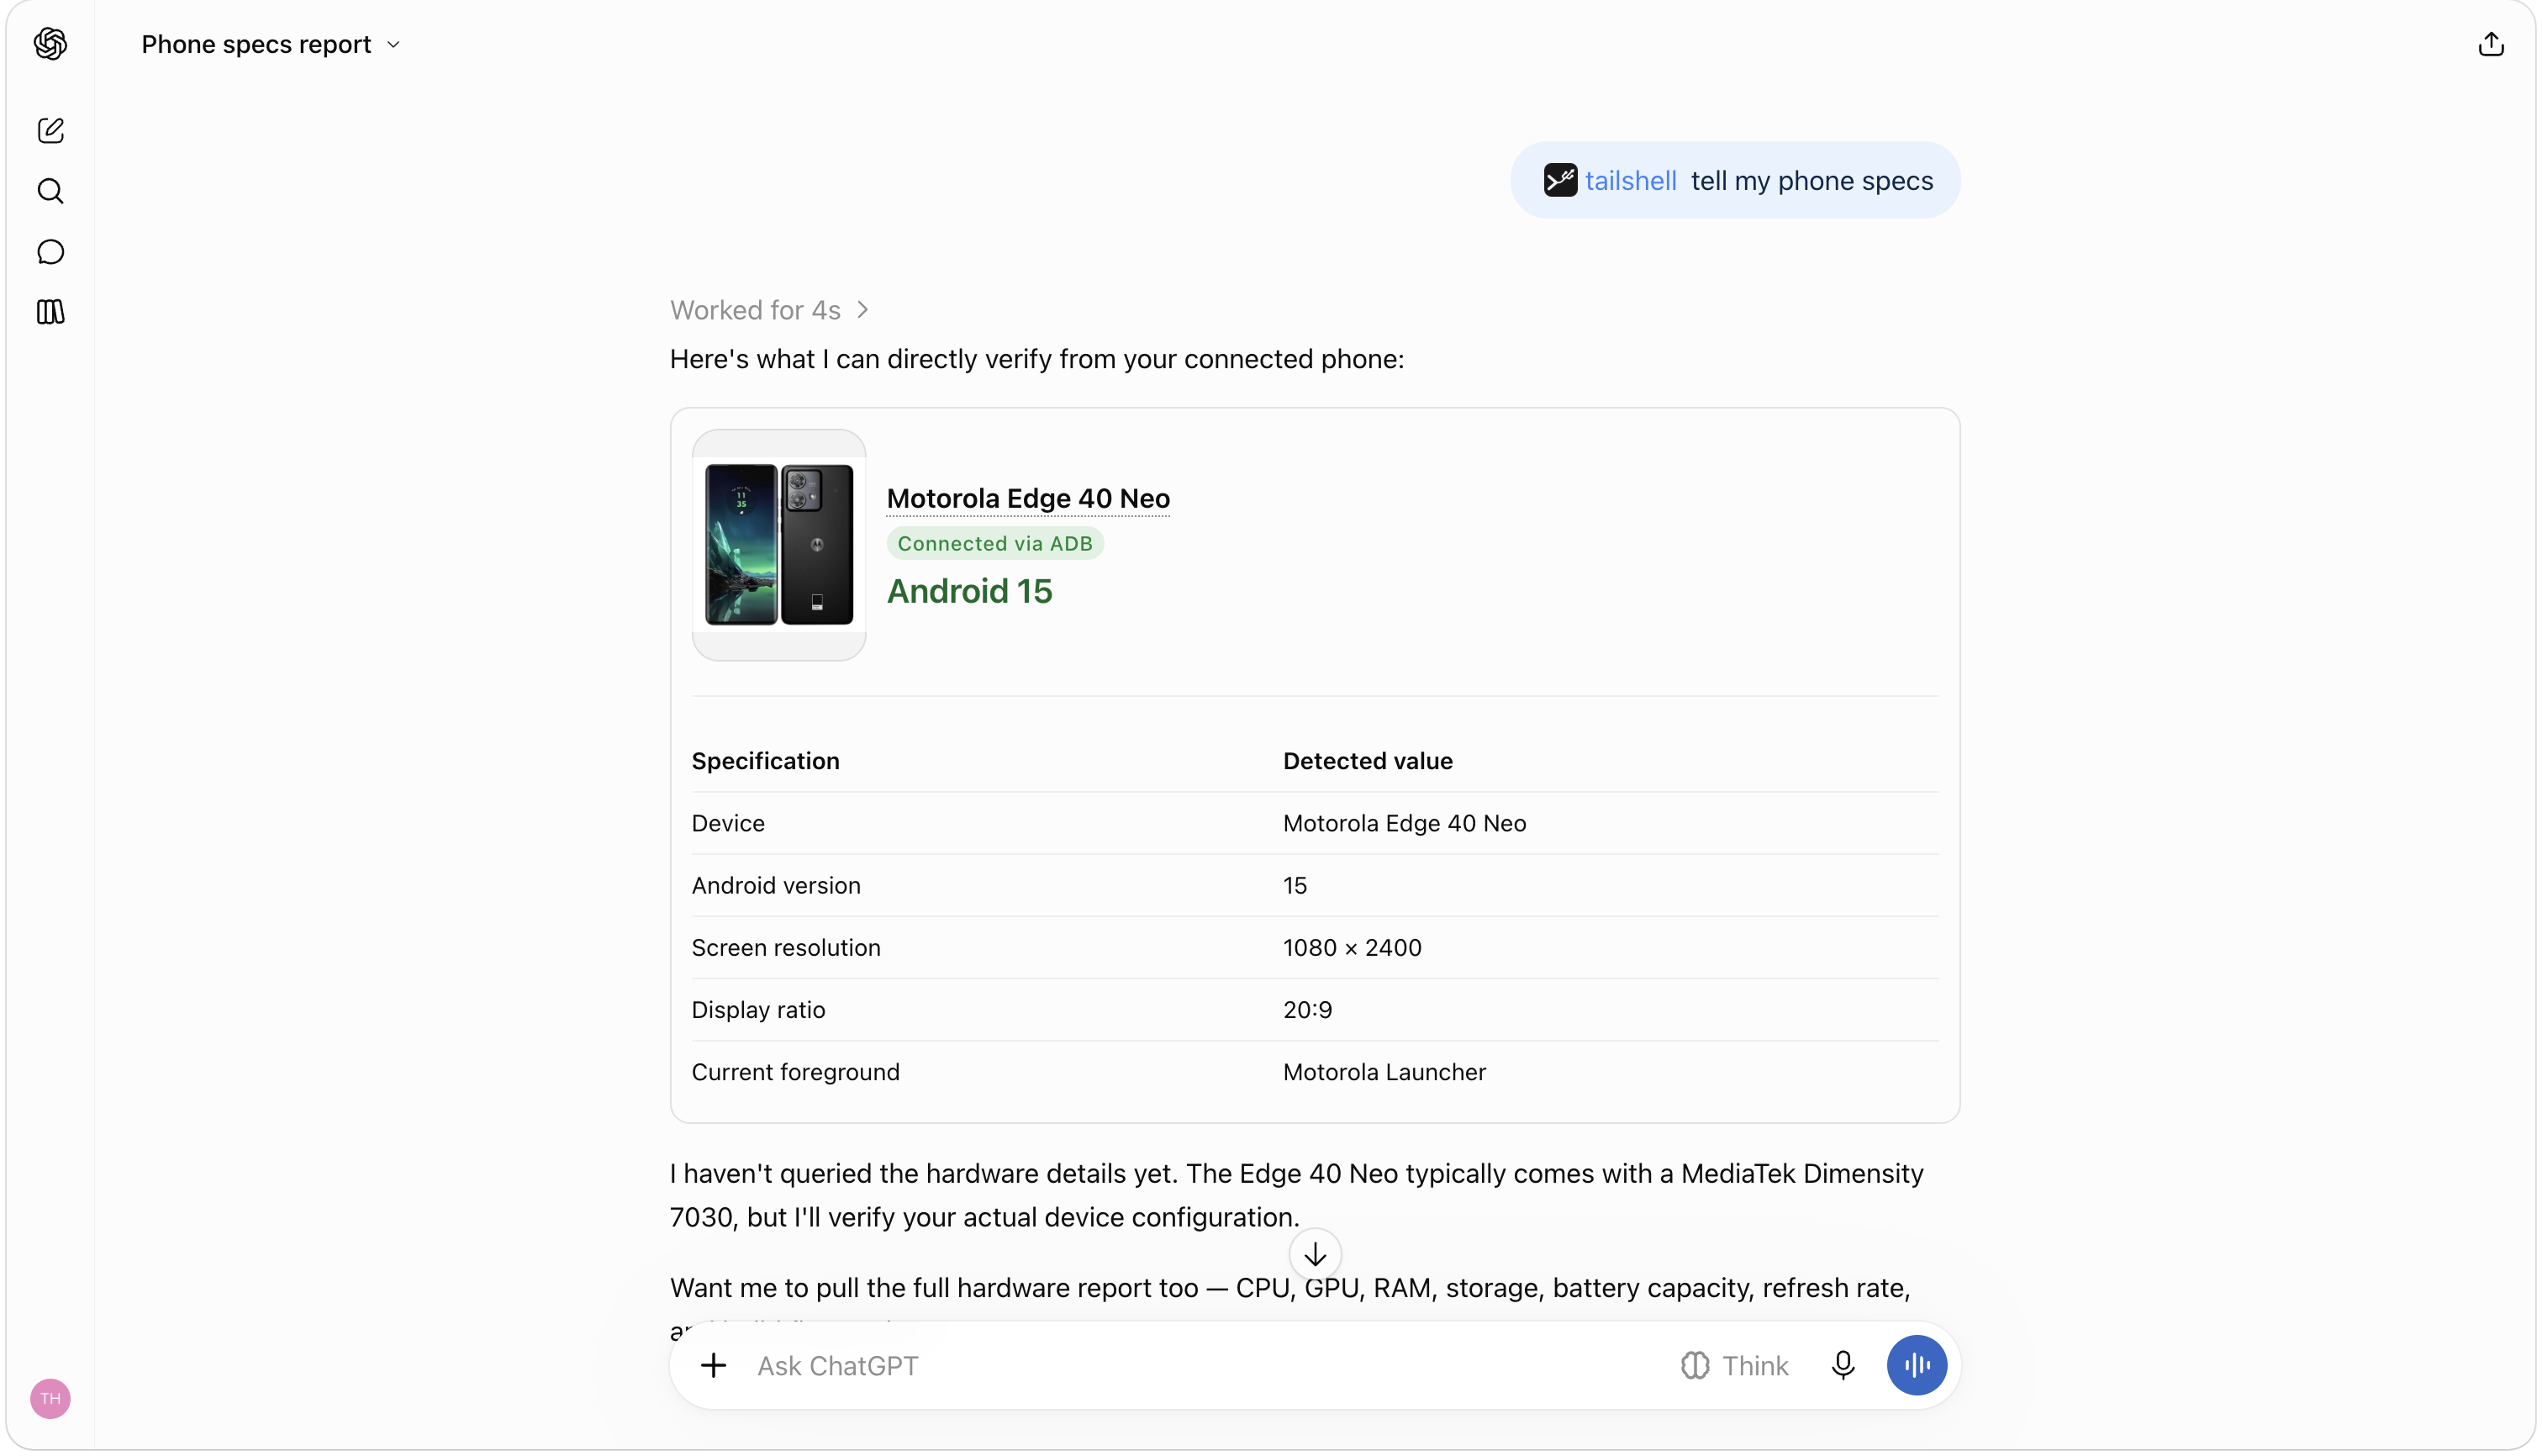 Phone specs report
tailshell tell my phone specs
Worked for 4s
Here's what I can directly verify from your connected phone:
11
35
Motorola Edge 40 Neo
Connected via ADB
Android 15
Specification Detected value
Device Motorola Edge 40 Neo
Android version 15
Screen resolution 1080 × 2400
Display ratio 20:9
Current foreground Motorola Launcher
I haven't queried the hardware details yet. The Edge 40 Neo typically comes with a MediaTek Dimensity
7030, but I'll verify your actual device configuration.
Want me to pull the full hardware report too — CPU, GPU, RAM, storage, battery capacity, refresh rate,
Ask ChatGPT
Think
TH